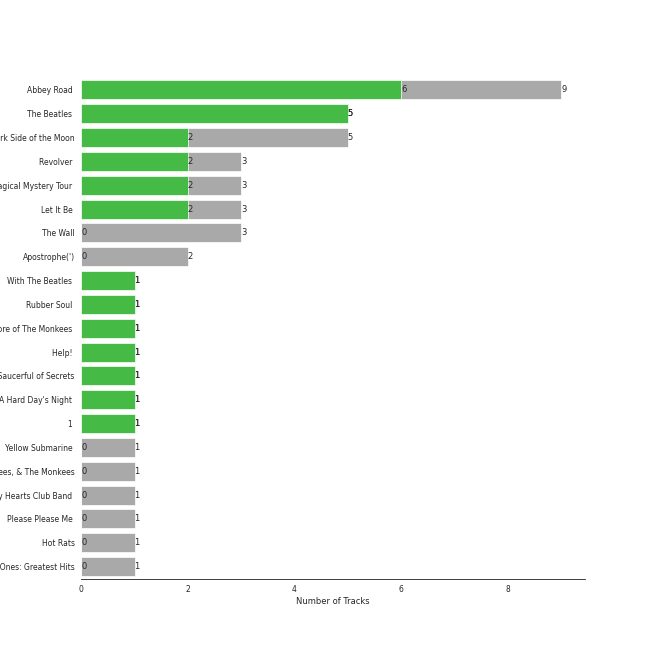 Abbey Road 6 9
The Beatles 5
rk Side of the Moon 2 5
Revolver 2 3
agical Mystery Tour 2 3
Let It Be 2 3
The Wall 0 3
Apostrophe(') 0 2
With The Beatles 1
Rubber Soul 1
ore of The Monkees 1
Help! 1
Saucerful of Secrets 1
A Hard Day's Night 1
1 1
Yellow Submarine 0 1
ees, & The Monkees 0 1
y Hearts Club Band 0 1
Please Please Me 0 1
Hot Rats 0 1
Ones: Greatest Hits 0 1
0 2 4 6 8
Number of Tracks